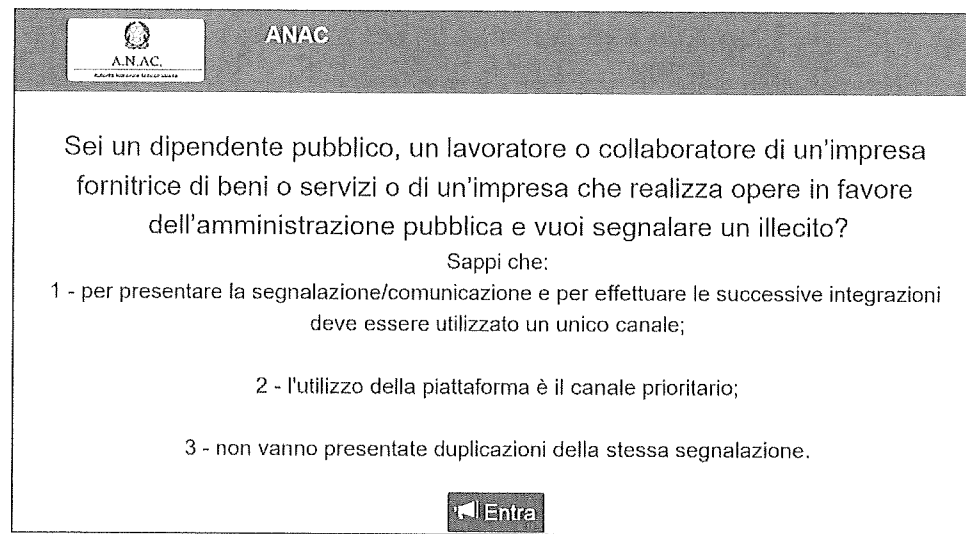 ANAC
A.N.AC.
Autorità Nazionale Anticorruzione
Sei un dipendente pubblico, un lavoratore o collaboratore di un'impresa
fornitrice di beni o servizi o di un'impresa che realizza opere in favore
dell'amministrazione pubblica e vuoi segnalare un illecito?
Sappi che:
1 - per presentare la segnalazione/comunicazione e per effettuare le successive integrazioni
deve essere utilizzato un unico canale;
2 - l'utilizzo della piattaforma è il canale prioritario;
3 - non vanno presentate duplicazioni della stessa segnalazione.
Entra